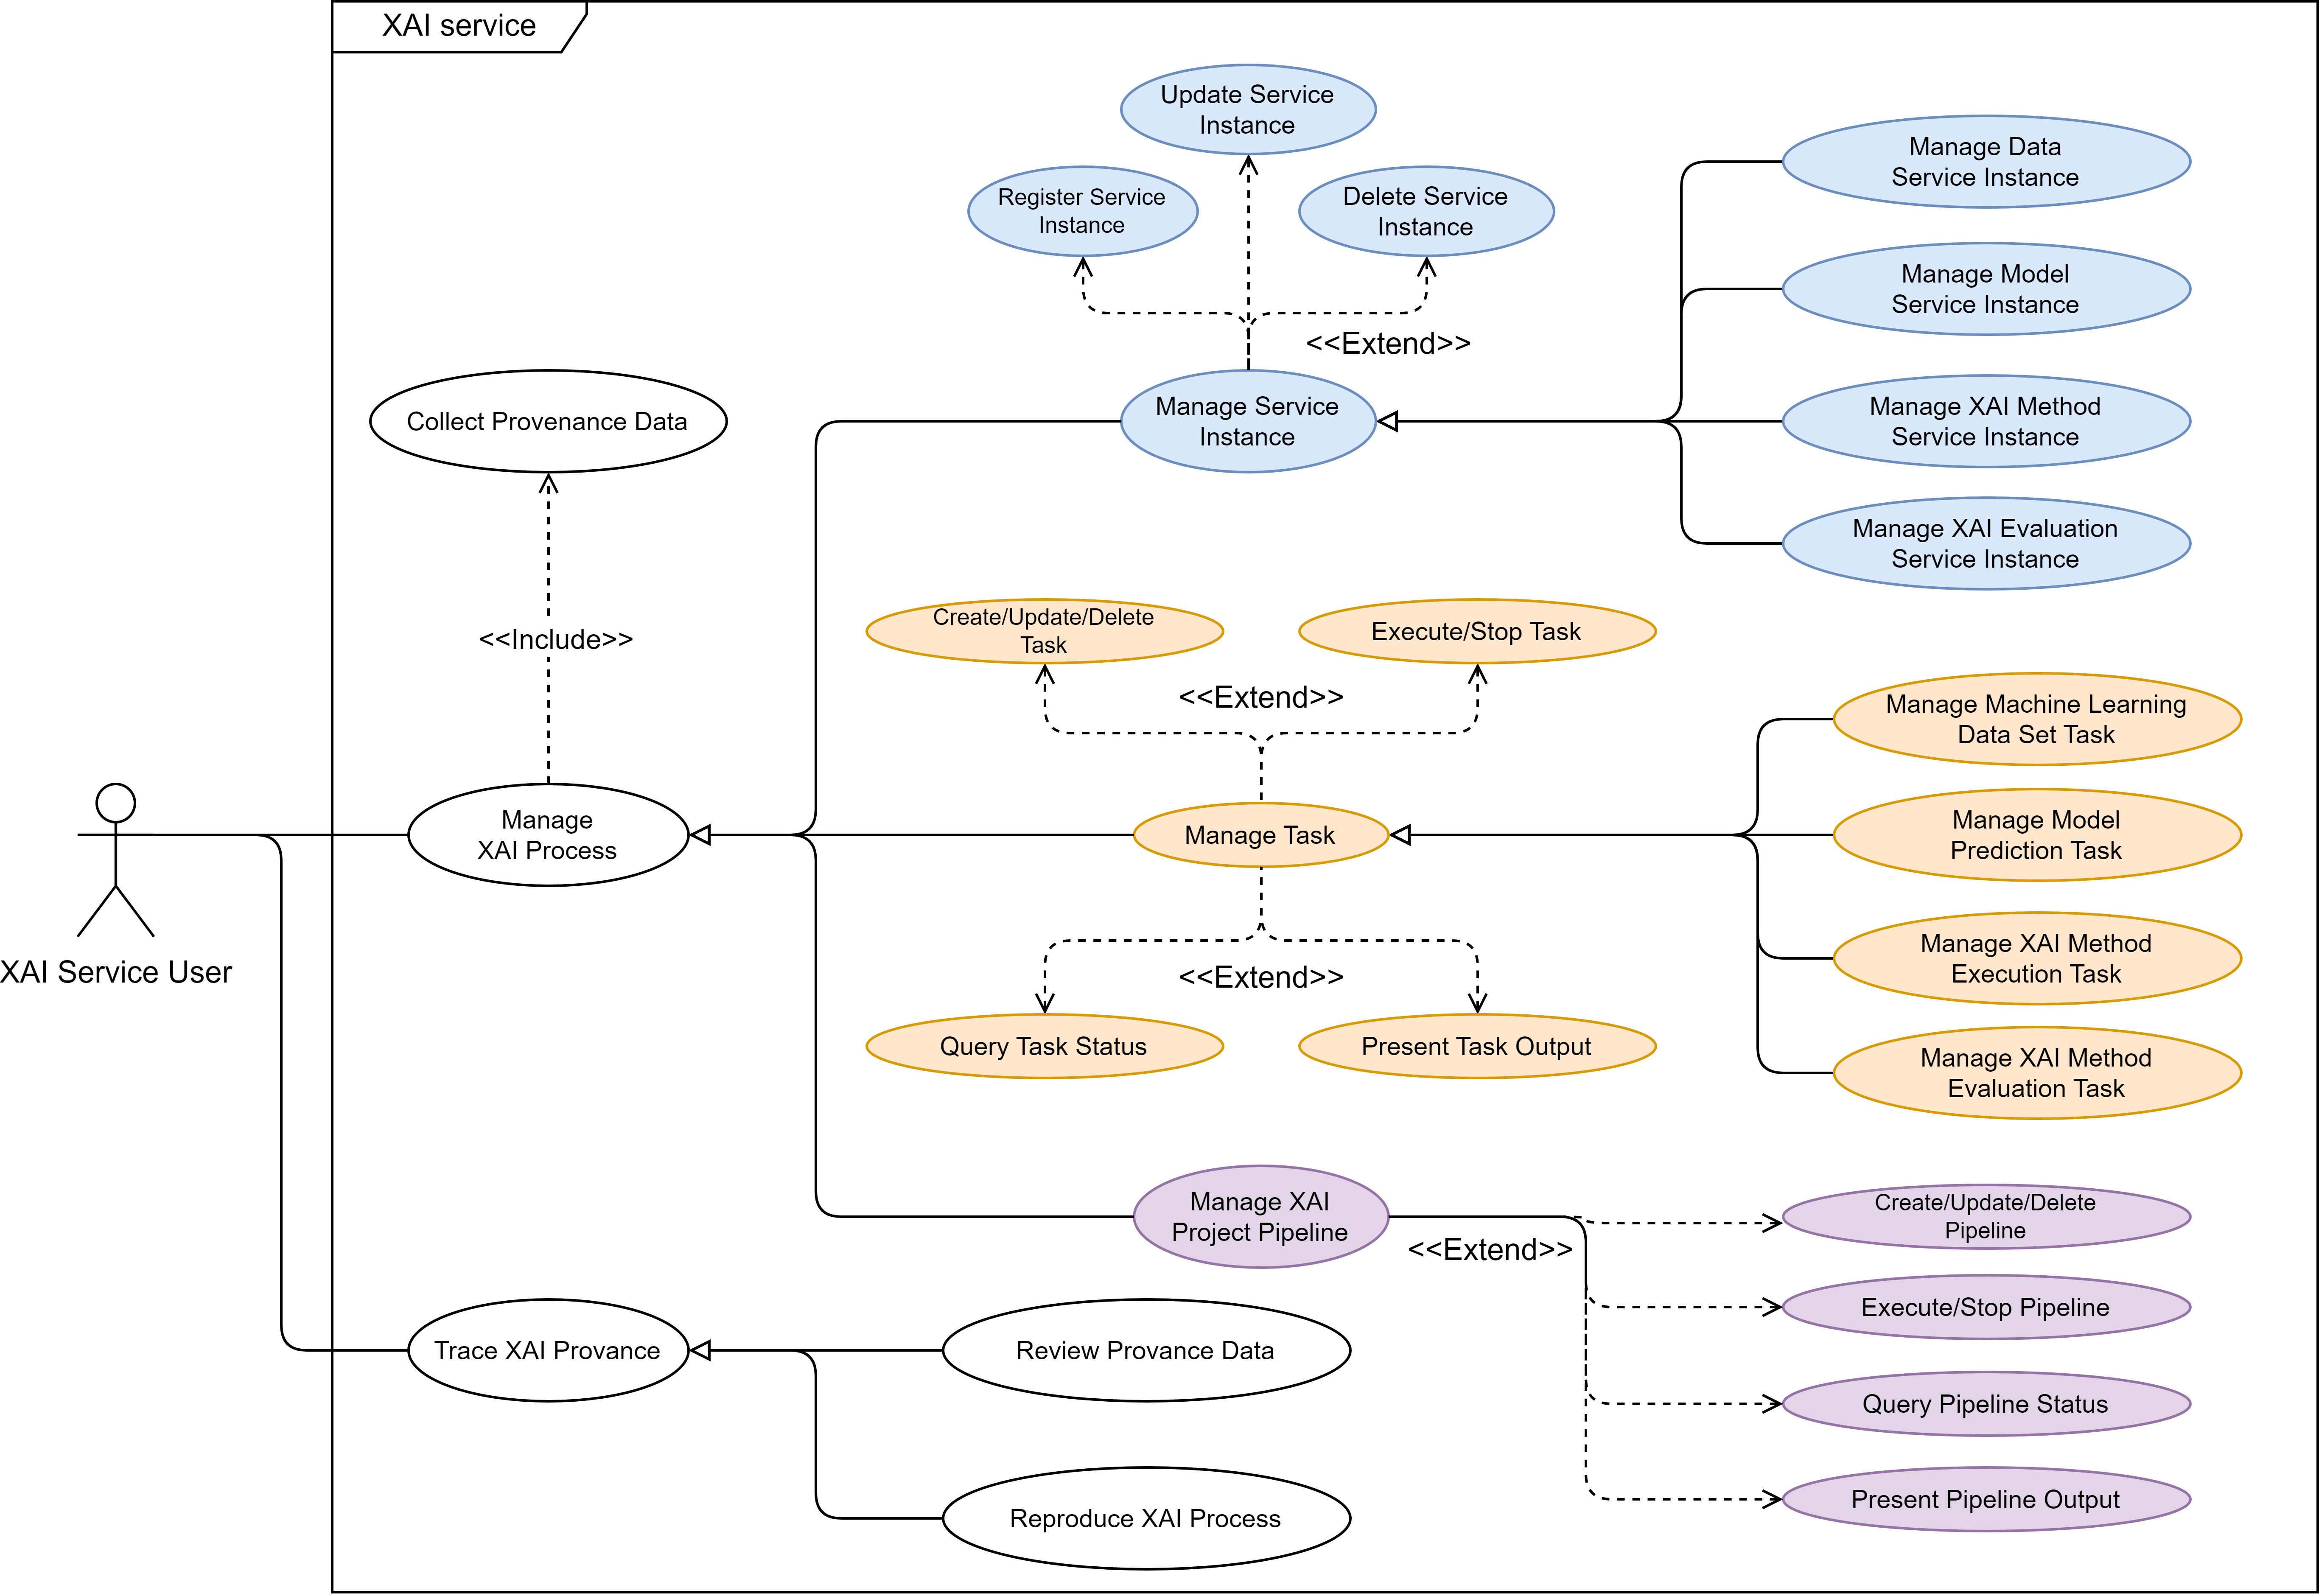 XAI service
Update Service
Instance
Register Service
Instance
Delete Service
Instance
<<Extend>>
Manage Data
Service Instance
Manage Model
Service Instance
Collect Provenance Data
Manage Service
Instance
Manage XAI Method
Service Instance
Manage XAI Evaluation
Service Instance
<<Include>>
Create/Update/Delete
Task
Execute/Stop Task
<<Extend>>
Manage Machine Learning
Data Set Task
Manage
XAI Process
Manage Task
Manage Model
Prediction Task
XAI Service User
<<Extend>>
Manage XAI Method
Execution Task
Query Task Status
Present Task Output
Manage XAI Method
Evaluation Task
Manage XAI
Project Pipeline
<<Extend>>
Create/Update/Delete
Pipeline
Execute/Stop Pipeline
Trace XAI Provance
Review Provance Data
Query Pipeline Status
Present Pipeline Output
Reproduce XAI Process